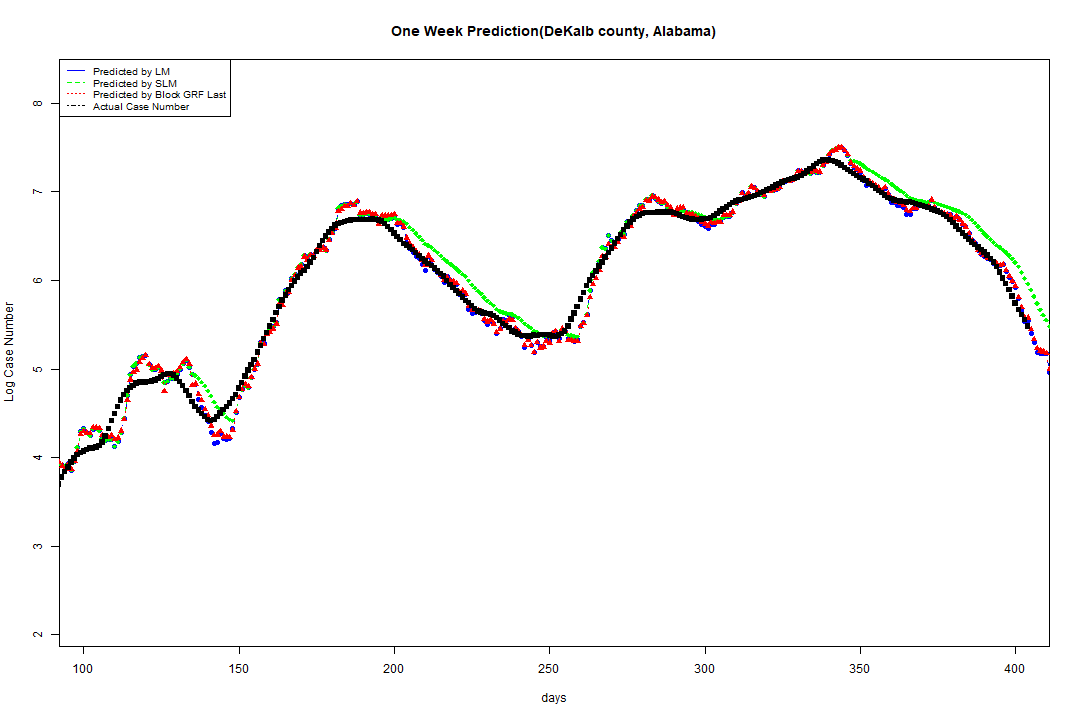 One Week Prediction(DeKalb county, Alabama)
Predicted by LM
Predicted by SLM
Predicted by Block GRF Last
Actual Case Number
Log Case Number
8
7
6
5
4
3
2
100 150 200 250 300 350 400
days